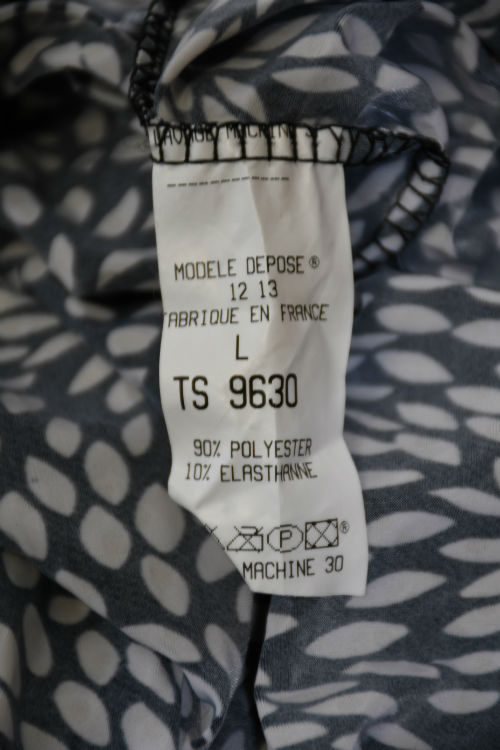 MODELE DEPOSE®
12 13
FABRIQUE EN FRANCE
L
TS 9630
90% POLYESTER
10% ELASTHANNE
P ®
MACHINE 30